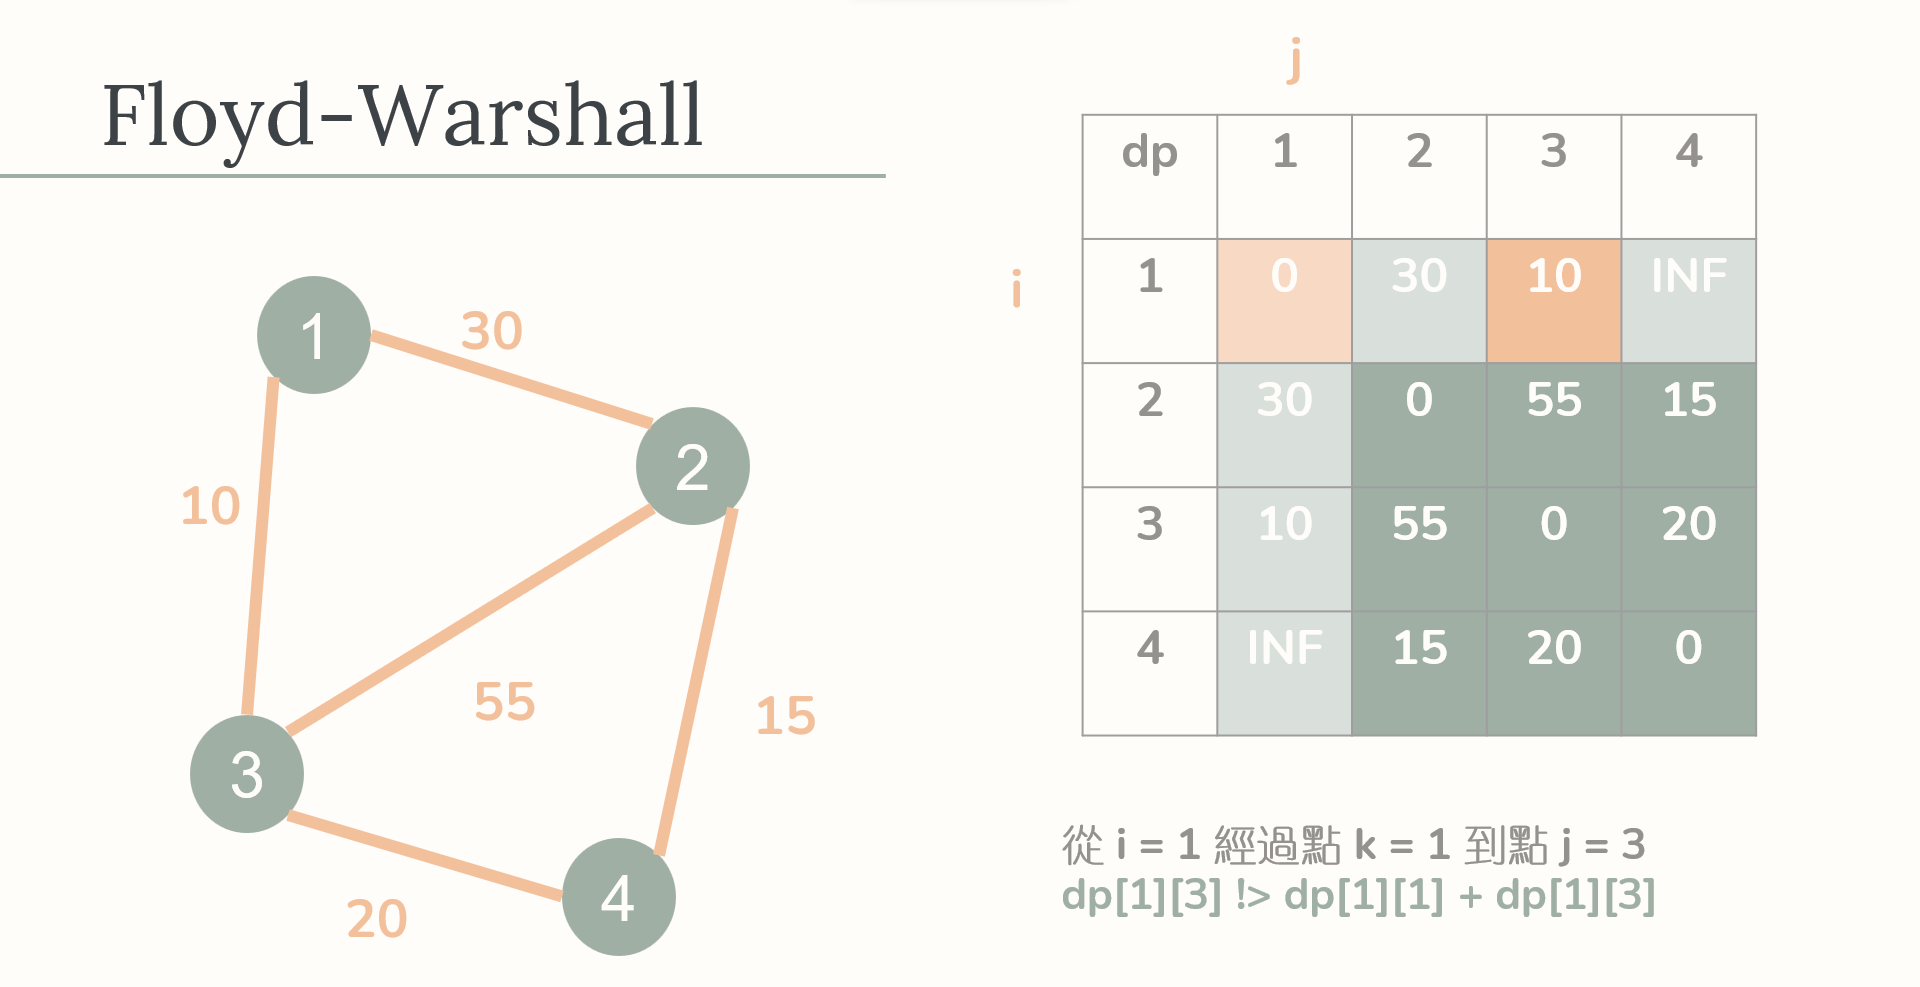 Floyd-Warshall
1
30
2
10
3
55
15
4
20
j
i
dp 1 2 3 4
1 0 30 10 INF
2 30 0 55 15
3 10 55 0 20
4 INF 15 20 0
從 i = 1 經過點 k = 1 到點 j = 3
dp[1][3] !> dp[1][1] + dp[1][3]